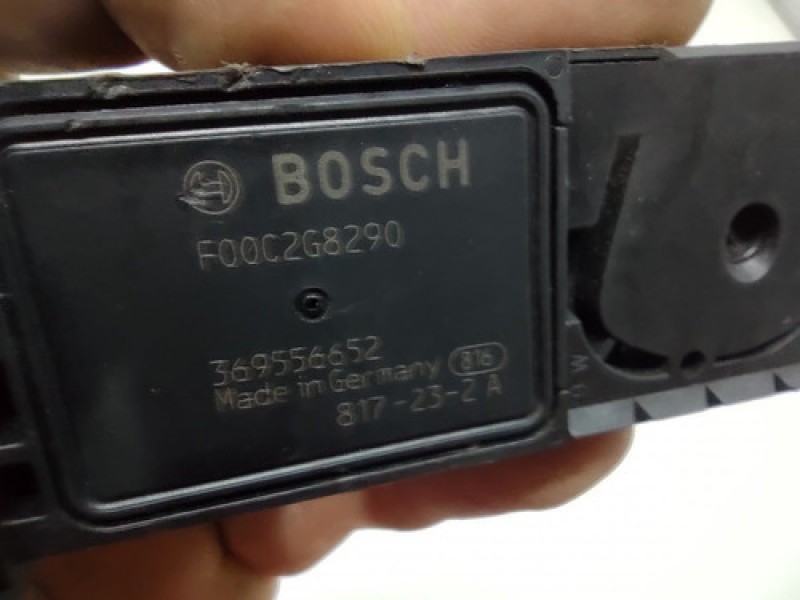 BOSCH
F00C2G8290
369556652
Made in Germany 816
817-23-2 A